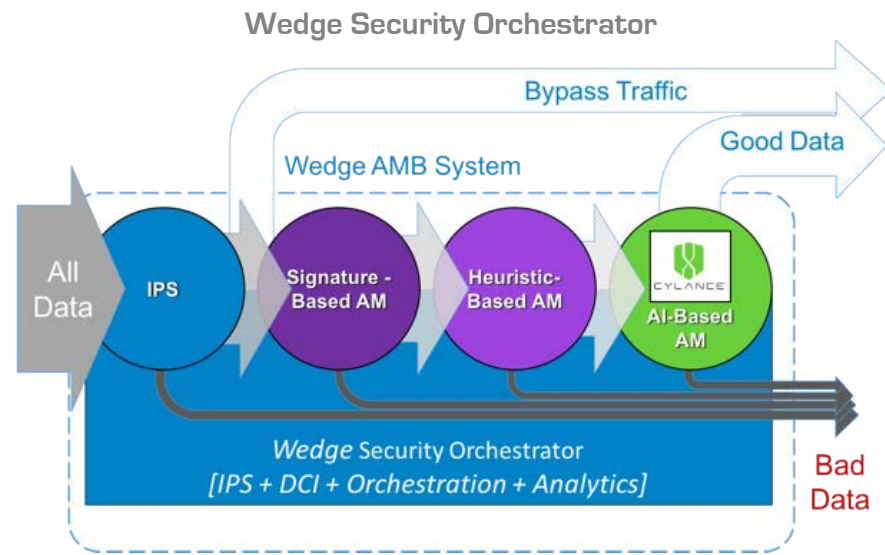 Wedge Security Orchestrator
Bypass Traffic
Good Data
Wedge AMB System
All
Data
IPS
Signature -
Based AM
Heuristic-
Based AM
CYLANCE
AI-Based
AM
Wedge Security Orchestrator
[IPS + DCI + Orchestration + Analytics]
Bad
Data